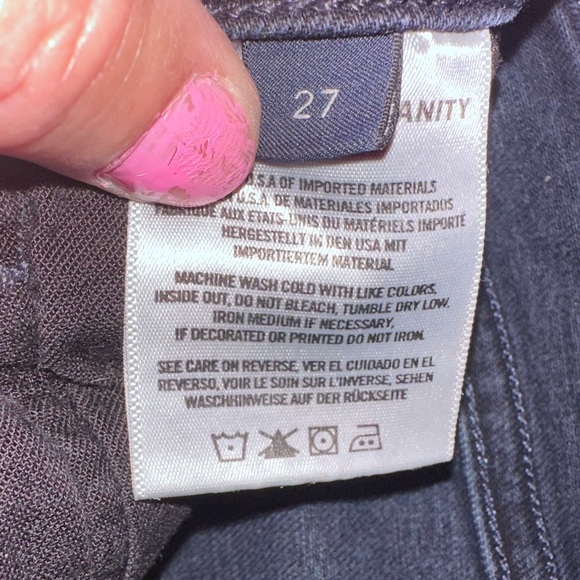 27
ANITY
U.S.A OF IMPORTED MATERIALS
U.S.A. DE MATERIALES IMPORTADOS
FABRIQUE AUX ETATS-UNIS DU MATÉRIELS IMPORTÉ
HERGESTELLT IN DEN USA MIT
IMPORTIERTEM MATERIAL
MACHINE WASH COLD WITH LIKE COLORS.
INSIDE OUT, DO NOT BLEACH, TUMBLE DRY LOW.
IRON MEDIUM IF NECESSARY,
IF DECORATED OR PRINTED DO NOT IRON.
SEE CARE ON REVERSE, VER EL CUIDADO EN EL
REVERSO, VOIR LE SOIN SUR L'INVERSE, SEHEN
WASCHHINWEISE AUF DER RÜCKSEITE